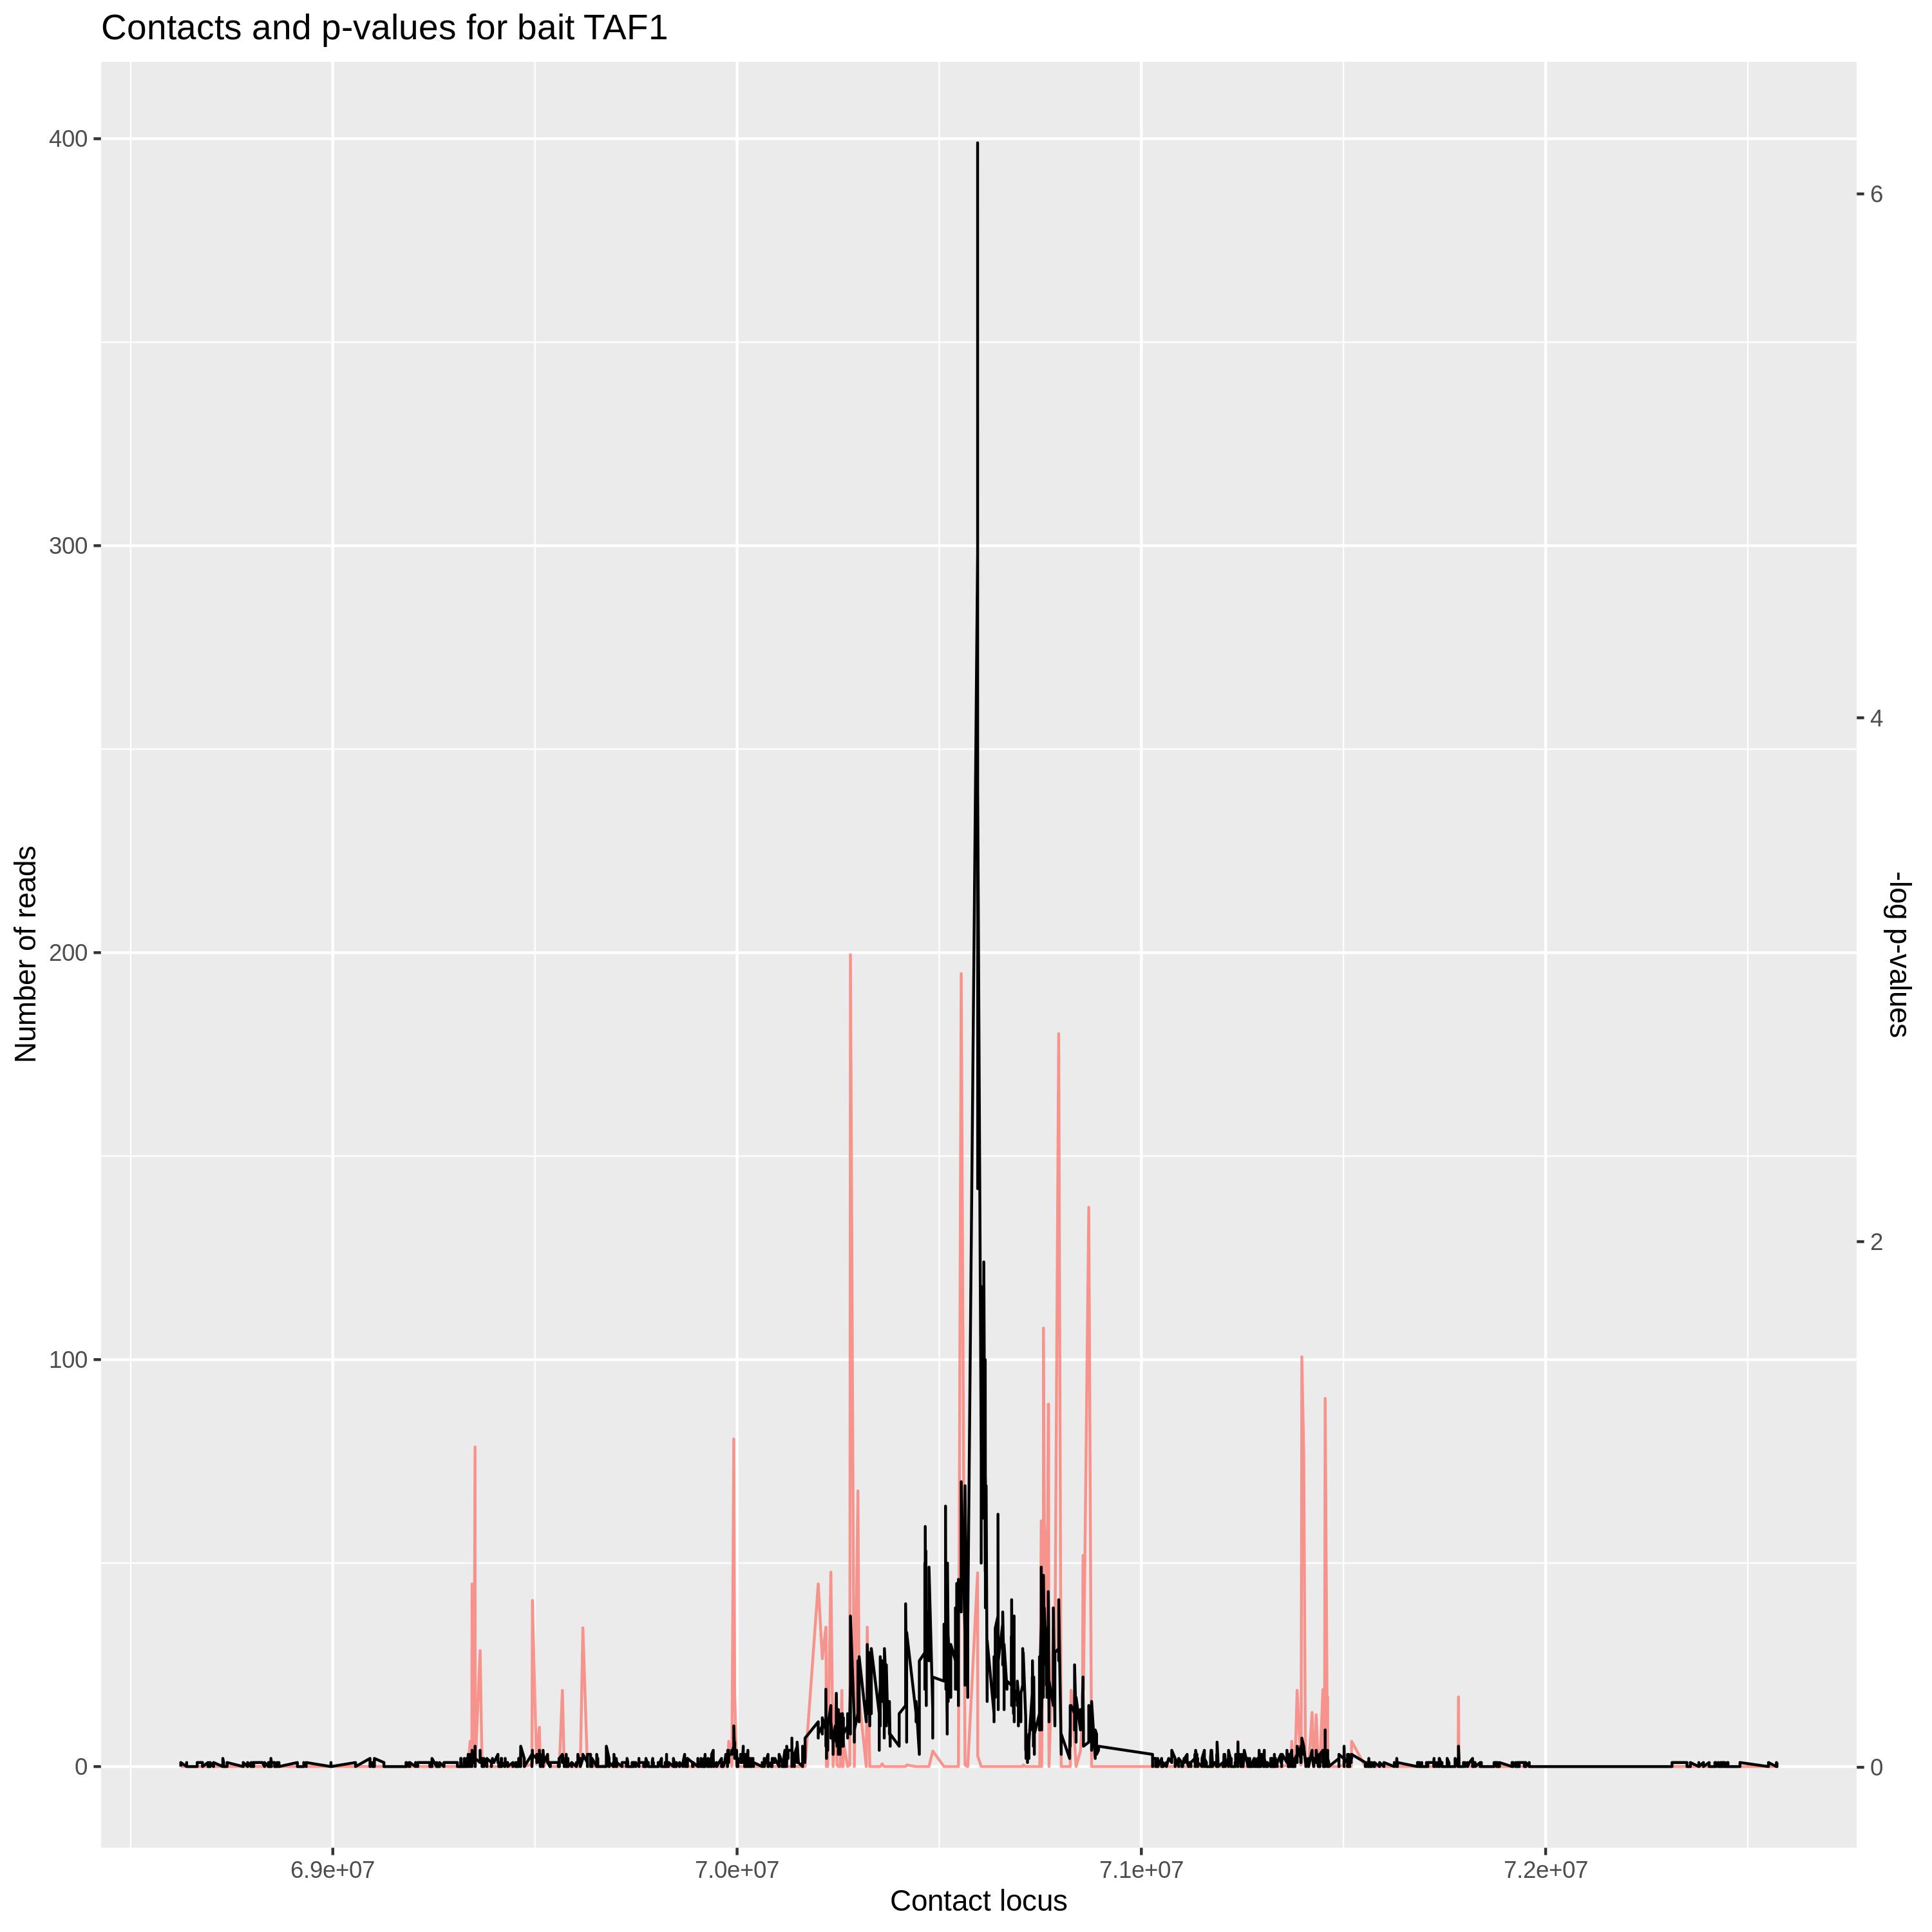 Contacts and p-values for bait TAF1
400
300
200
100
0
6
4
2
0
Number of reads
-log p-values
6.9e+07
7.0e+07
7.1e+07
7.2e+07
Contact locus